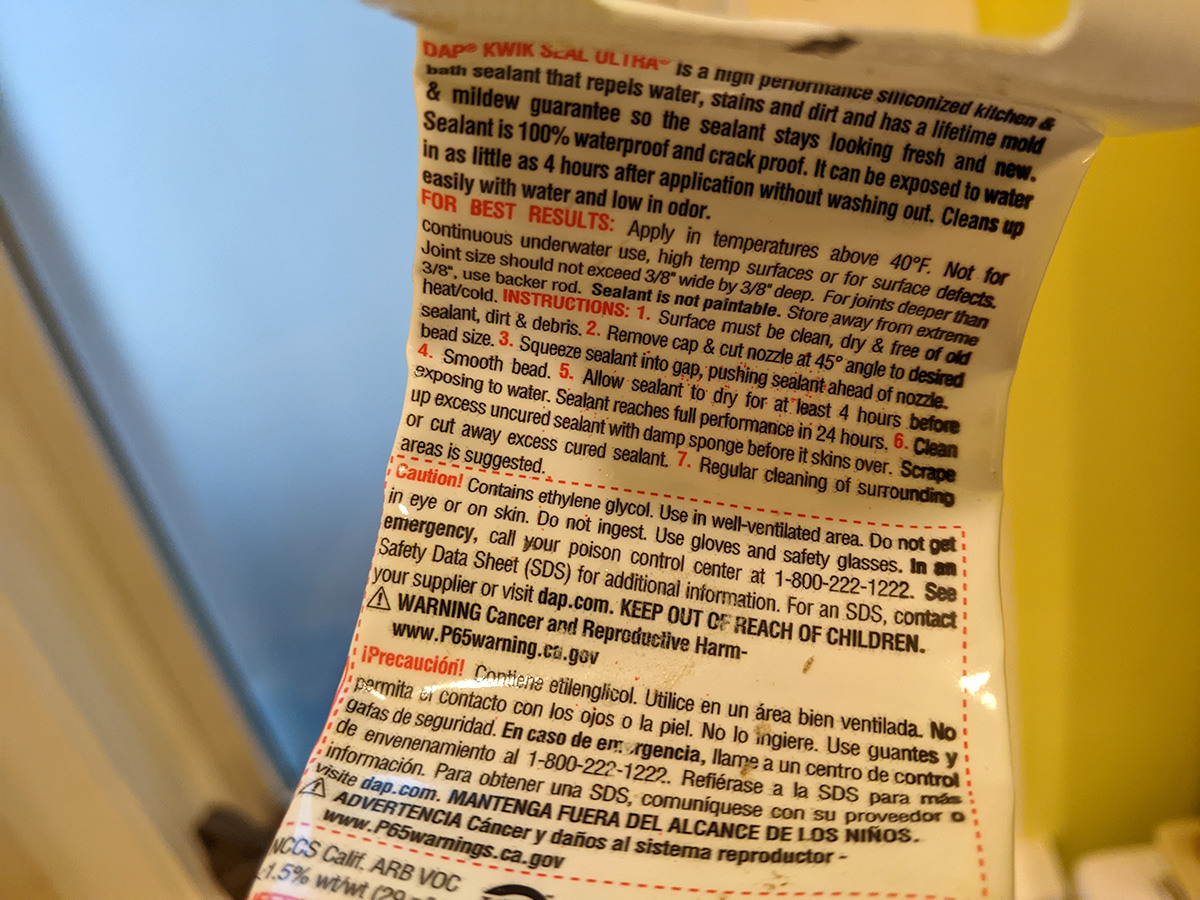 DAP® KWIK SEAL ULTRA® is a high performance siliconized kitchen &
bath sealant that repels water, stains and dirt and has a lifetime mold
& mildew guarantee so the sealant stays looking fresh and new.
Sealant is 100% waterproof and crack proof. It can be exposed to water
in as little as 4 hours after application without washing out. Cleans up
easily with water and low in odor.
FOR BEST RESULTS: Apply in temperatures above 40°F. Not for
continuous underwater use, high temp surfaces or for surface defects.
Joint size should not exceed 3/8" wide by 3/8" deep. For joints deeper than
3/8", use backer rod. Sealant is not paintable. Store away from extreme
heat/cold. INSTRUCTIONS: 1. Surface must be clean, dry & free of old
sealant, dirt & debris. 2. Remove cap & cut nozzle at 45° angle to desired
bead size. 3. Squeeze sealant into gap, pushing sealant ahead of nozzle.
4. Smooth bead. 5. Allow sealant to dry for at least 4 hours before
exposing to water. Sealant reaches full performance in 24 hours. 6. Clean
up excess uncured sealant with damp sponge before it skins over. Scrape
or cut away excess cured sealant. 7. Regular cleaning of surrounding
areas is suggested.
Caution! Contains ethylene glycol. Use in well-ventilated area. Do not get
in eye or on skin. Do not ingest. Use gloves and safety glasses. In an
emergency, call your poison control center at 1-800-222-1222. See
Safety Data Sheet (SDS) for additional information. For an SDS, contact
your supplier or visit dap.com. KEEP OUT OF REACH OF CHILDREN.
⚠ WARNING Cancer and Reproductive Harm-
www.P65warning.ca.gov
¡Precaución! Contiene etilenglicol. Utilice en un área bien ventilada. No
permita el contacto con los ojos o la piel. No lo ingiere. Use guantes y
gafas de seguridad. En caso de emergencia, llame a un centro de control
de envenenamiento al 1-800-222-1222. Refiérase a la SDS para más
información. Para obtener una SDS, comuníquese con su proveedor o
visite dap.com. MANTENGA FUERA DEL ALCANCE DE LOS NIÑOS.
⚠ ADVERTENCIA Cáncer y daños al sistema reproductor -
www.P65warnings.ca.gov
Calif. ARB VOC
1.5% wt/wt